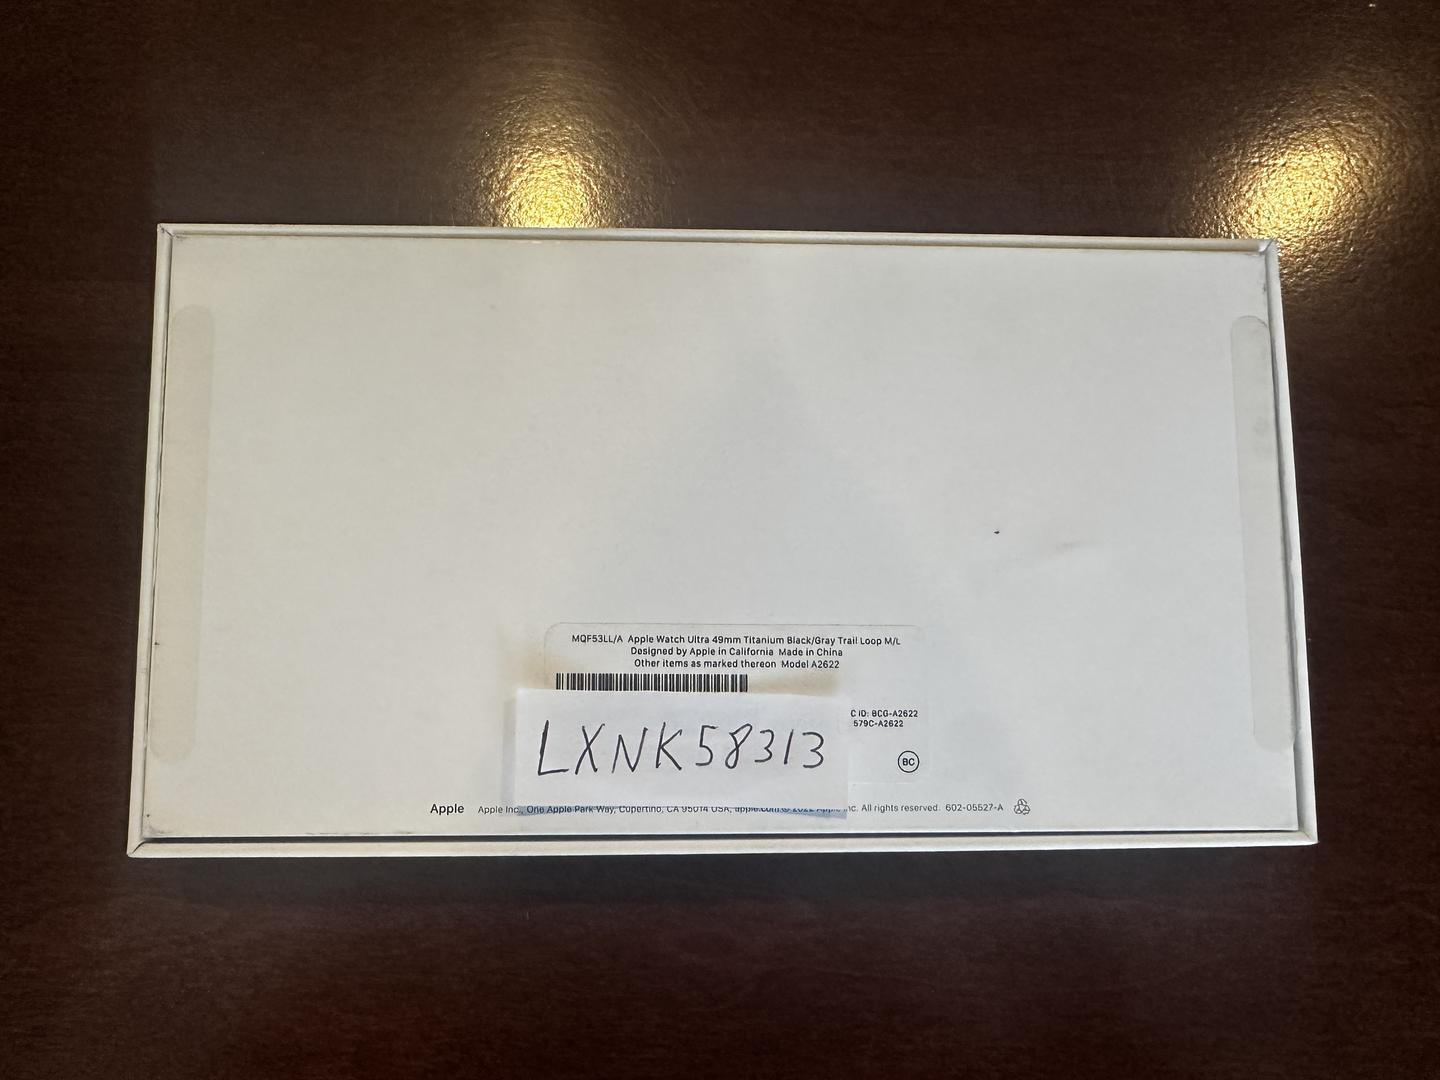 MQF53LL/A Apple Watch Ultra 49mm Titanium Black/Gray Trail Loop M/L
Designed by Apple in California Made in China
Other items as marked thereon Model A2622
C ID: BCG-A2622
579C-A2622
LXNK58313
BC
Apple Apple Inc., One Apple Park Way, Cupertino, CA 95014 USA, apple.com © 2022 Apple Inc. All rights reserved. 602-05527-A